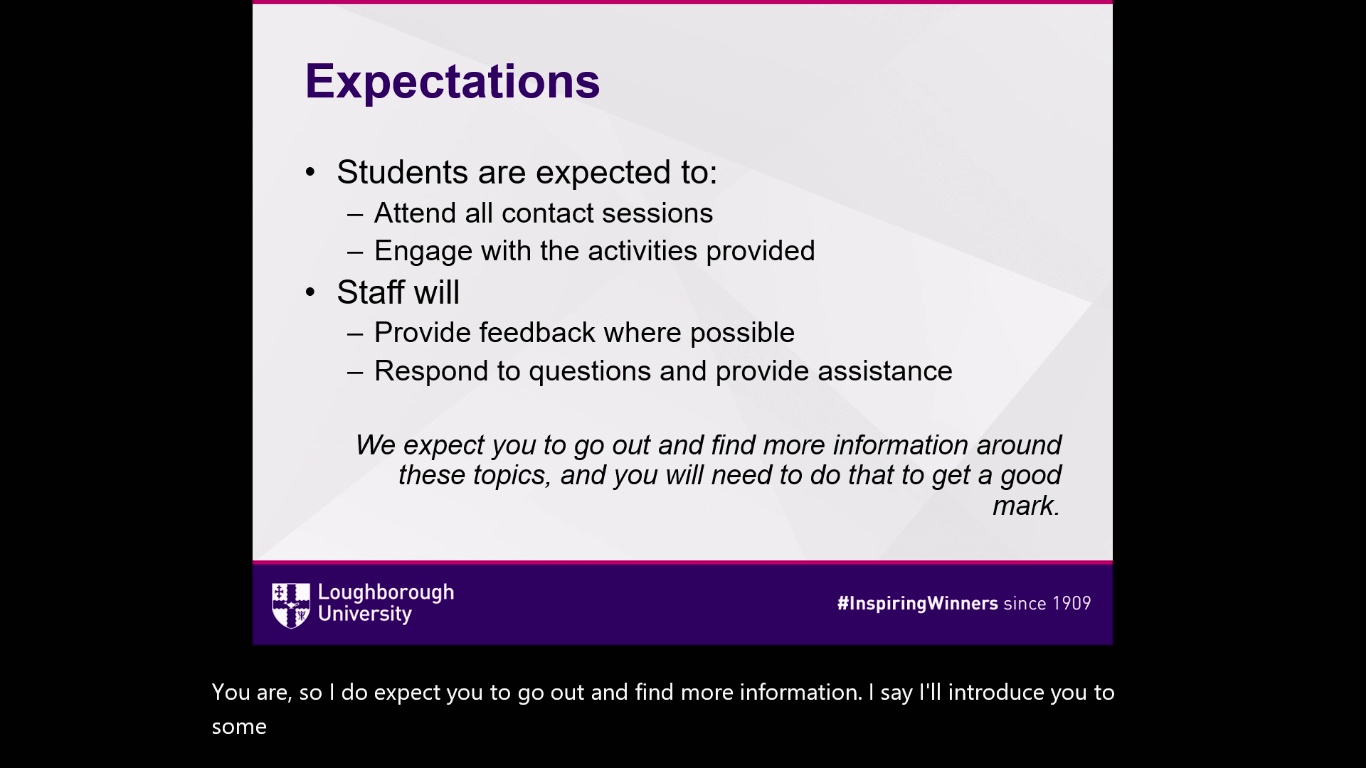 Expectations
• Students are expected to:
– Attend all contact sessions
– Engage with the activities provided
• Staff will
– Provide feedback where possible
– Respond to questions and provide assistance
We expect you to go out and find more information around
these topics, and you will need to do that to get a good
mark.
Loughborough
University
#InspiringWinners since 1909
You are, so I do expect you to go out and find more information. I say I'll introduce you to
some